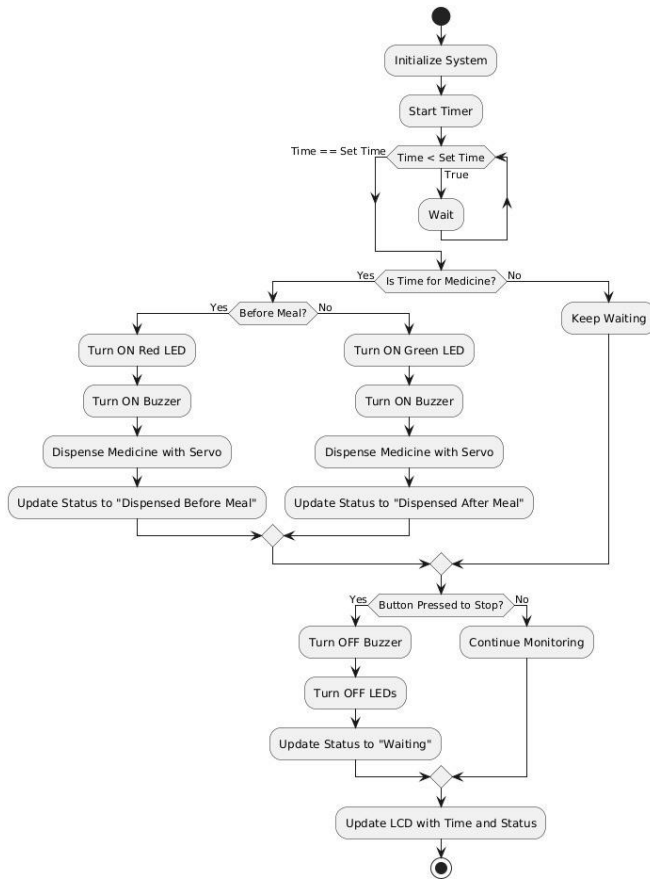 Initialize System
Start Timer
Time == Set Time
Time < Set Time
True
Wait
Yes
Is Time for Medicine?
No
Yes
Before Meal?
No
Keep Waiting
Turn ON Red LED
Turn ON Green LED
Turn ON Buzzer
Turn ON Buzzer
Dispense Medicine with Servo
Dispense Medicine with Servo
Update Status to "Dispensed Before Meal"
Update Status to "Dispensed After Meal"
Yes
Button Pressed to Stop?
No
Turn OFF Buzzer
Continue Monitoring
Turn OFF LEDs
Update Status to "Waiting"
Update LCD with Time and Status